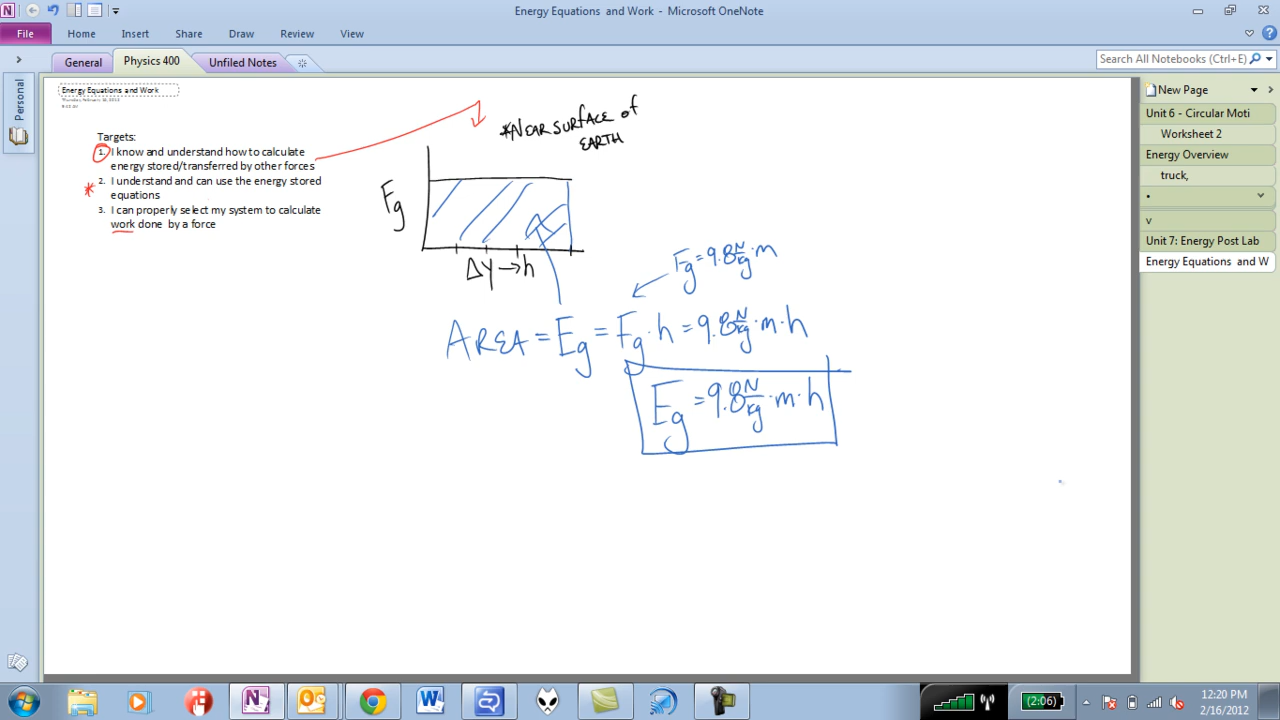 Energy Equations and Work - Microsoft OneNote
File
Home
Insert
Share
Draw
Review
View
General
Physics 400
Unfiled Notes
Search All Notebooks (Ctrl+E)
Personal
Energy Equations and Work
Targets:
1. I know and understand how to calculate
energy stored/transferred by other forces
* 2. I understand and can use the energy stored
equations
3. I can properly select my system to calculate
work done by a force
*NEAR SURFACE of
EARTH
Fg
ΔY → h
Fg = 9.8 N/kg · m
AREA = Eg = Fg · h = 9.8 N/kg · m · h
Eg = 9.8 N/kg · m · h
New Page
Unit 6 - Circular Moti
Worksheet 2
Energy Overview
truck,
•
v
Unit 7: Energy Post Lab
Energy Equations and W
(2:06)
12:20 PM
2/16/2012